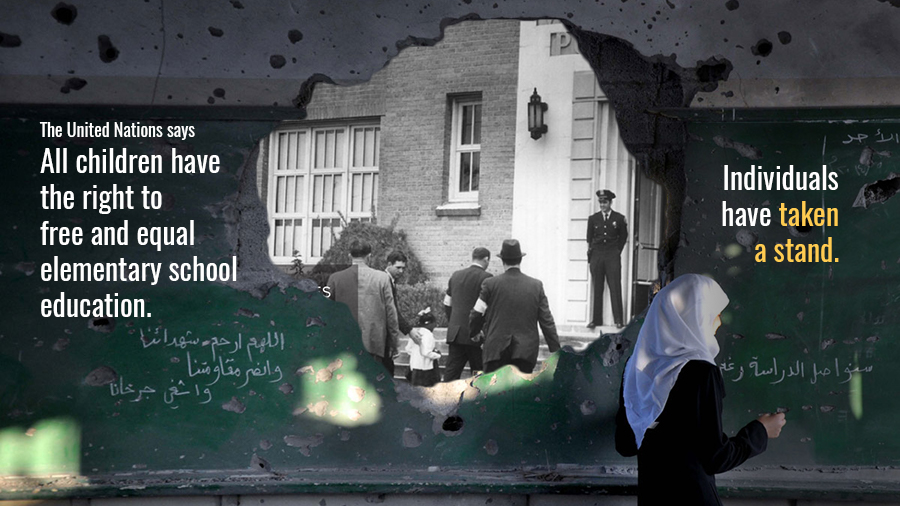 The United Nations says
All children have
the right to
free and equal
elementary school
education.
Individuals
have taken
a stand.
اللهم ارحم شهدائنا
وانصر مقاومتنا
واشفي جرحانا
سنواصل الدراسة